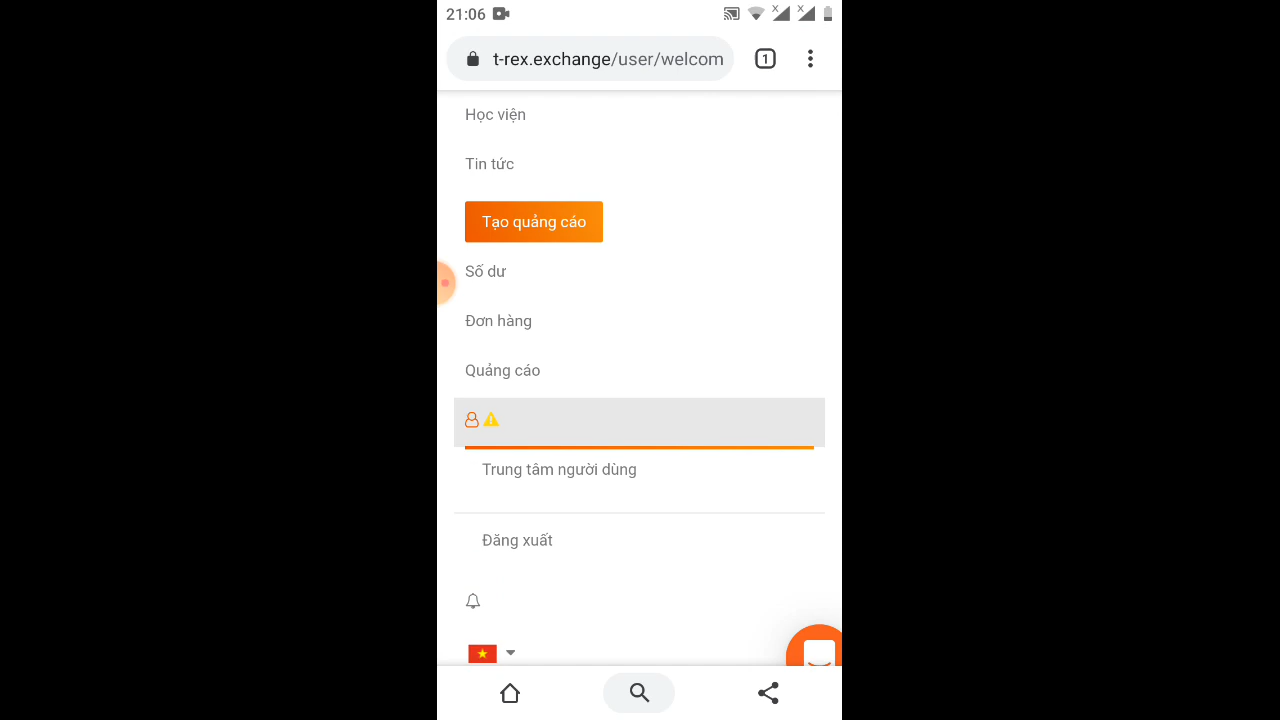 21:06
t-rex.exchange/user/welcom
1
Học viện
Tin tức
Tạo quảng cáo
Số dư
Đơn hàng
Quảng cáo
Trung tâm người dùng
Đăng xuất